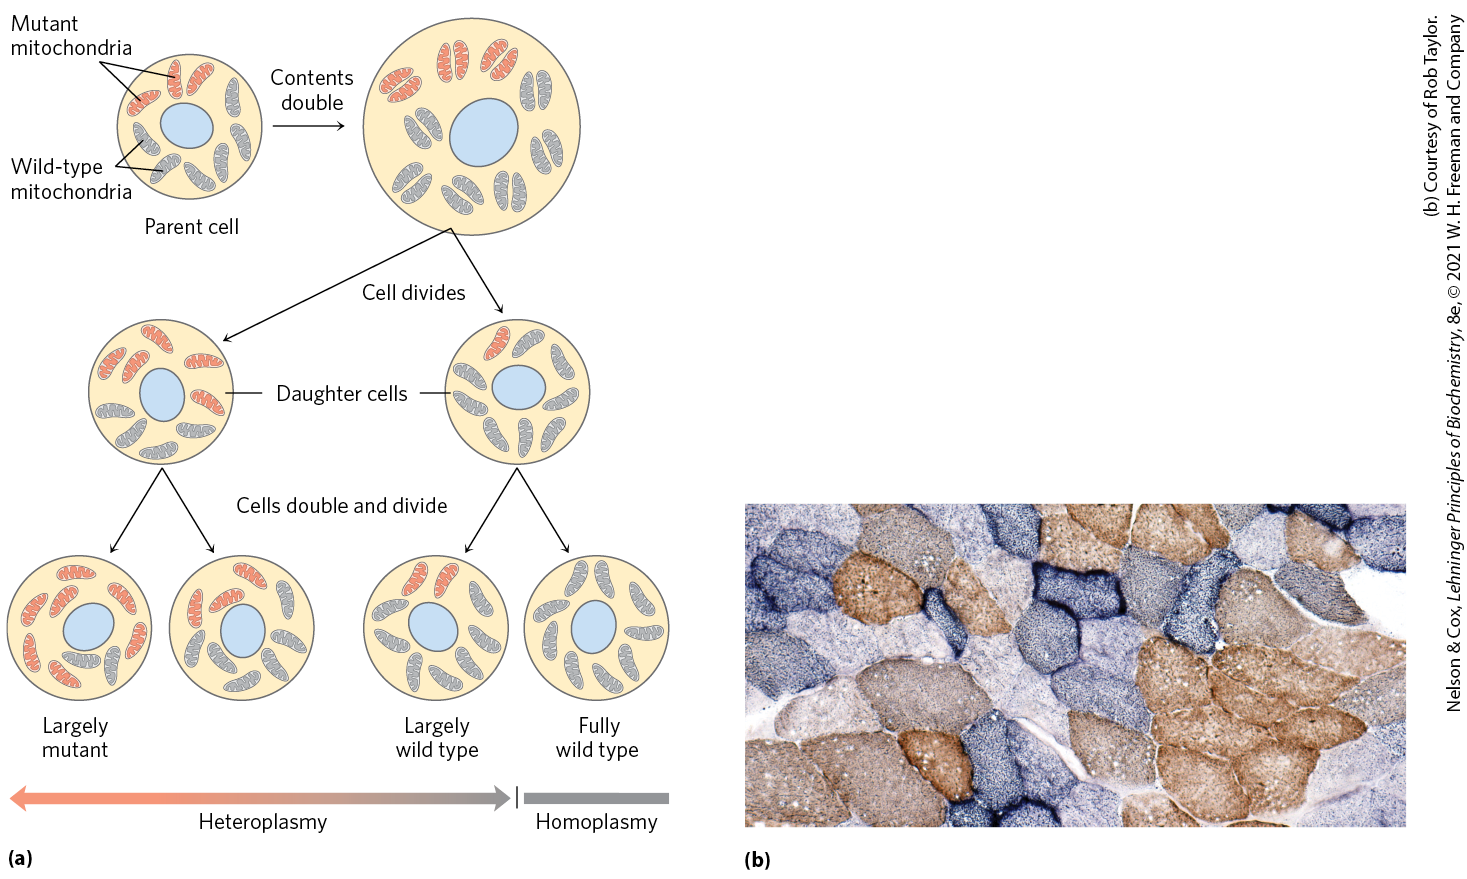 Mutant
mitochondria
Contents
double
Wild-type
mitochondria
Parent cell
Cell divides
Daughter cells
Cells double and divide
Largely
mutant
Largely
wild type
Fully
wild type
Heteroplasmy
Homoplasmy
(a)
(b)
(b) Courtesy of Rob Taylor.
Nelson & Cox, Lehninger Principles of Biochemistry, 8e, © 2021 W. H. Freeman and Company